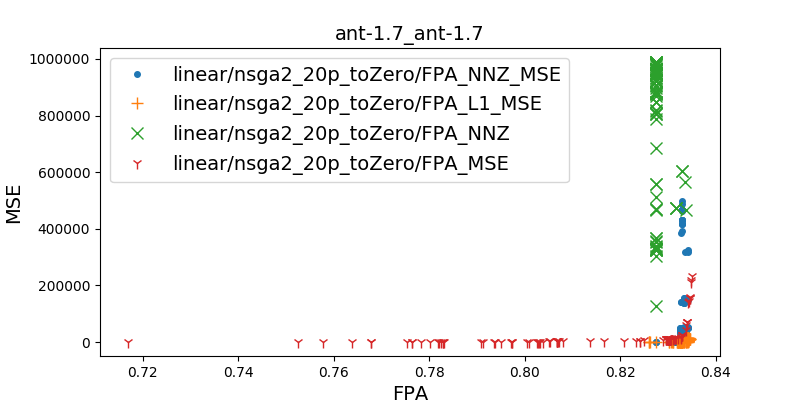 ant-1.7_ant-1.7
1000000
800000
600000
400000
200000
0
MSE
linear/nsga2_20p_toZero/FPA_NNZ_MSE
linear/nsga2_20p_toZero/FPA_L1_MSE
linear/nsga2_20p_toZero/FPA_NNZ
linear/nsga2_20p_toZero/FPA_MSE
0.72 0.74 0.76 0.78 0.80 0.82 0.84
FPA